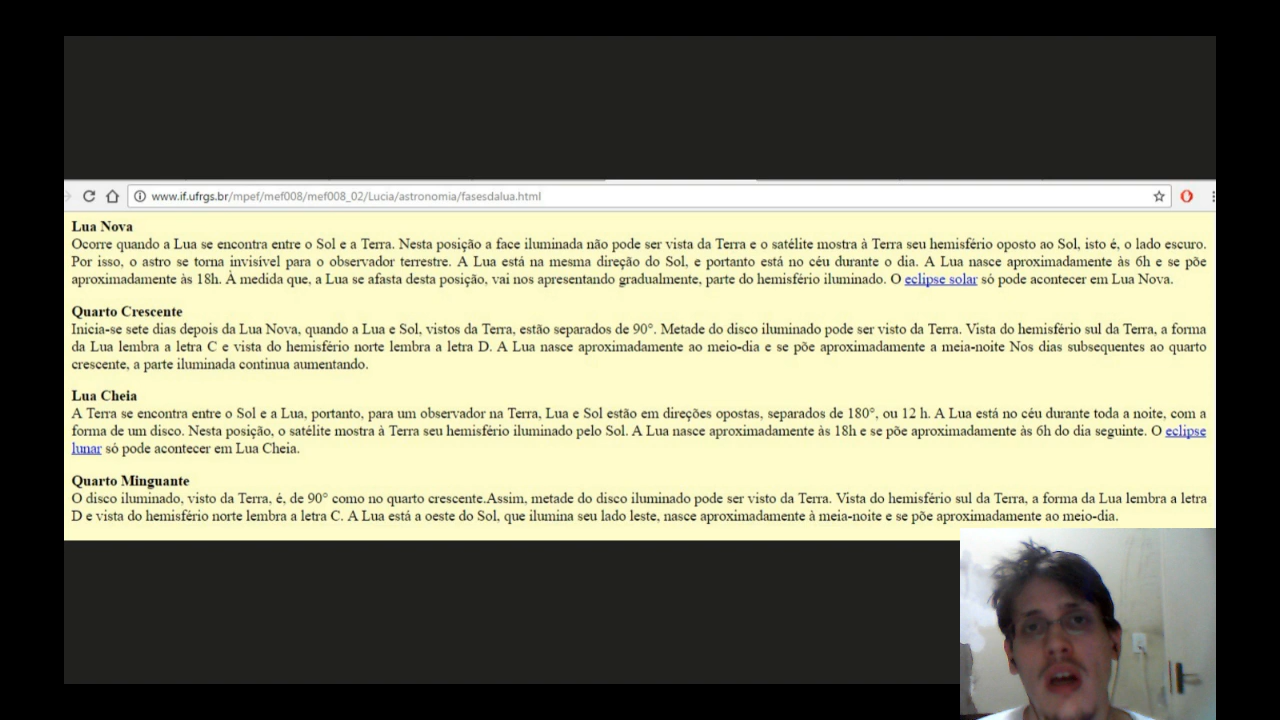 www.if.ufrgs.br/mpef/mef008/mef008_02/Lucia/astronomia/fasesdalua.html
Lua Nova
Ocorre quando a Lua se encontra entre o Sol e a Terra. Nesta posição a face iluminada não pode ser vista da Terra e o satélite mostra à Terra seu hemisfério oposto ao Sol, isto é, o lado escuro.
Por isso, o astro se torna invisível para o observador terrestre. A Lua está na mesma direção do Sol, e portanto está no céu durante o dia. A Lua nasce aproximadamente às 6h e se põe
aproximadamente às 18h. À medida que, a Lua se afasta desta posição, vai nos apresentando gradualmente, parte do hemisfério iluminado. O eclipse solar só pode acontecer em Lua Nova.
Quarto Crescente
Inicia-se sete dias depois da Lua Nova, quando a Lua e Sol, vistos da Terra, estão separados de 90°. Metade do disco iluminado pode ser visto da Terra. Vista do hemisfério sul da Terra, a forma
da Lua lembra a letra C e vista do hemisfério norte lembra a letra D. A Lua nasce aproximadamente ao meio-dia e se põe aproximadamente a meia-noite Nos dias subsequentes ao quarto
crescente, a parte iluminada continua aumentando.
Lua Cheia
A Terra se encontra entre o Sol e a Lua, portanto, para um observador na Terra, Lua e Sol estão em direções opostas, separados de 180°, ou 12 h. A Lua está no céu durante toda a noite, com a
forma de um disco. Nesta posição, o satélite mostra à Terra seu hemisfério iluminado pelo Sol. A Lua nasce aproximadamente às 18h e se põe aproximadamente às 6h do dia seguinte. O eclipse
lunar só pode acontecer em Lua Cheia.
Quarto Minguante
O disco iluminado, visto da Terra, é, de 90° como no quarto crescente.Assim, metade do disco iluminado pode ser visto da Terra. Vista do hemisfério sul da Terra, a forma da Lua lembra a letra
D e vista do hemisfério norte lembra a letra C. A Lua está a oeste do Sol, que ilumina seu lado leste, nasce aproximadamente à meia-noite e se põe aproximadamente ao meio-dia.